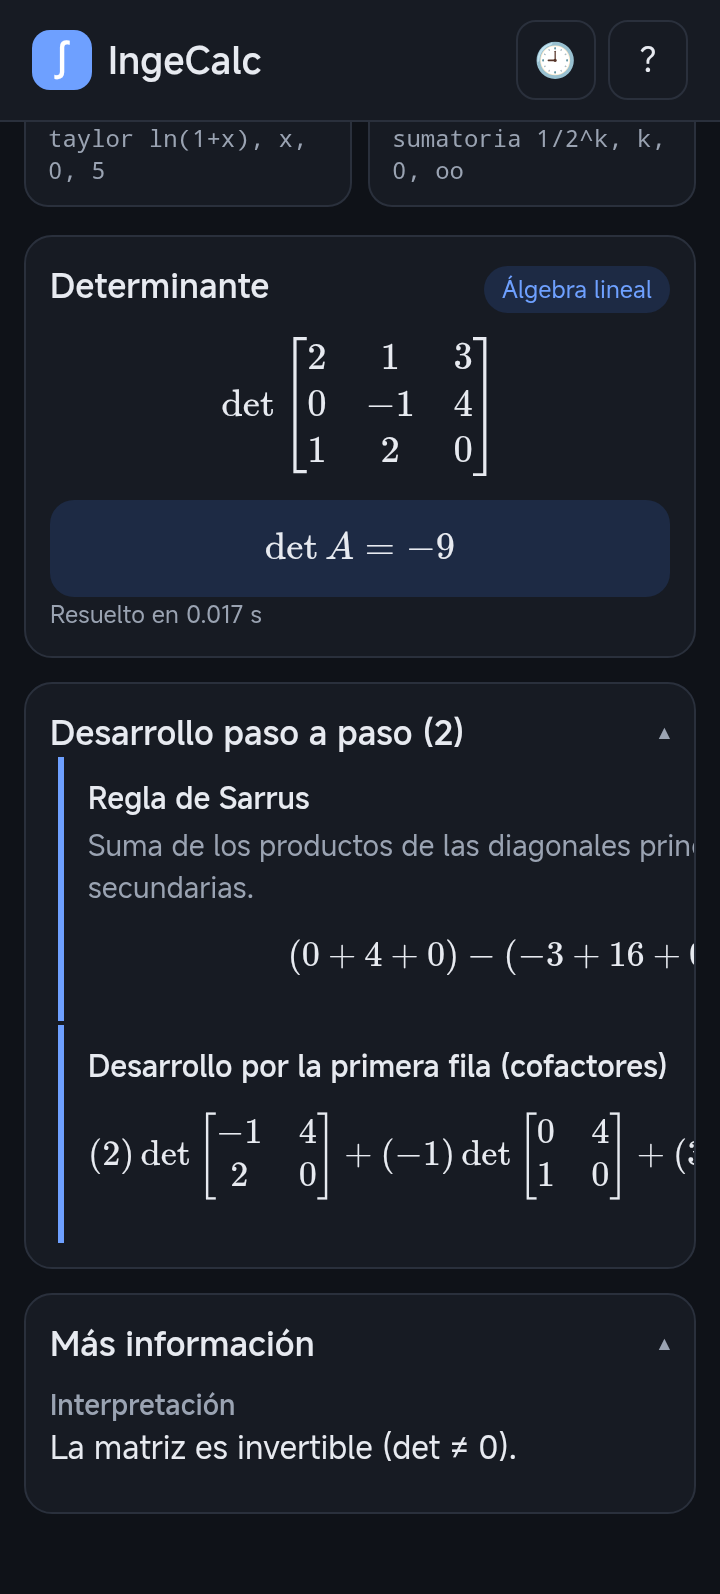 ∫ IngeCalc ?
taylor ln(1+x), x,
0, 5
sumatoria 1/2^k, k,
0, oo
Determinante
Álgebra lineal
det [2 1 3
0 −1 4
1 2 0]
det A = −9
Resuelto en 0.017 s
Desarrollo paso a paso (2) ▲
Regla de Sarrus
Suma de los productos de las diagonales
secundarias.
(0 + 4 + 0) − (−3 + 16 +
Desarrollo por la primera fila (cofactores)
(2) det [−1 4; 2 0] + (−1) det [0 4; 1 0] + (3
Más información ▲
Interpretación
La matriz es invertible (det ≠ 0).